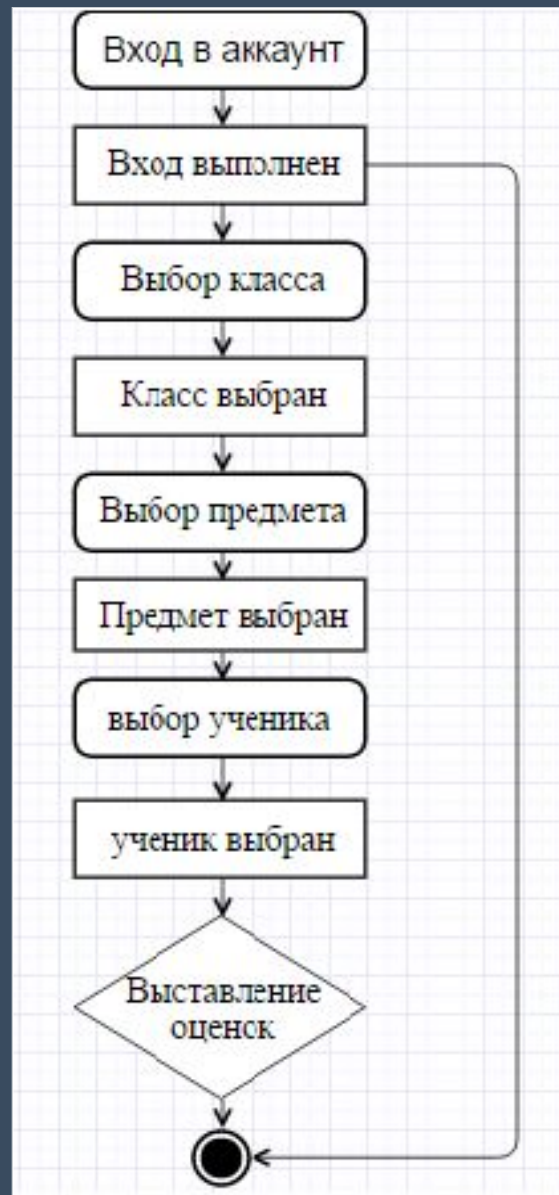 Вход в аккаунт
Вход выполнен
Выбор класса
Класс выбран
Выбор предмета
Предмет выбран
выбор ученика
ученик выбран
Выставление
оценок